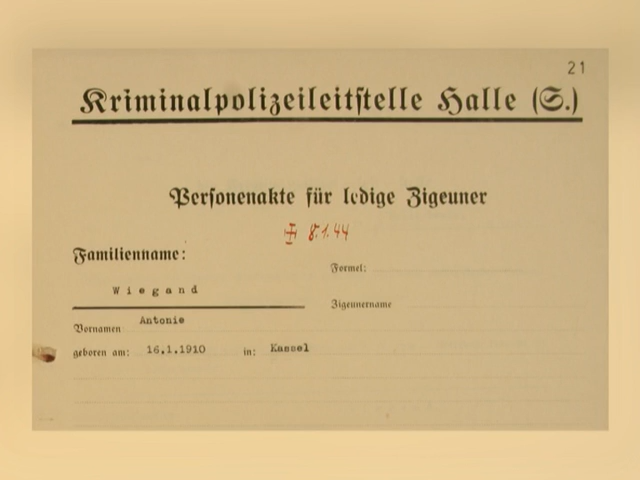 21
Kriminalpolizeileitstelle Halle (S.)
Personenakte für ledige Zigeuner
✠ 8.1.44
Familienname:
Formel:
Wiegand
Zigeunername
Antonie
Vornamen
geboren am: 16.1.1910 in: Kassel